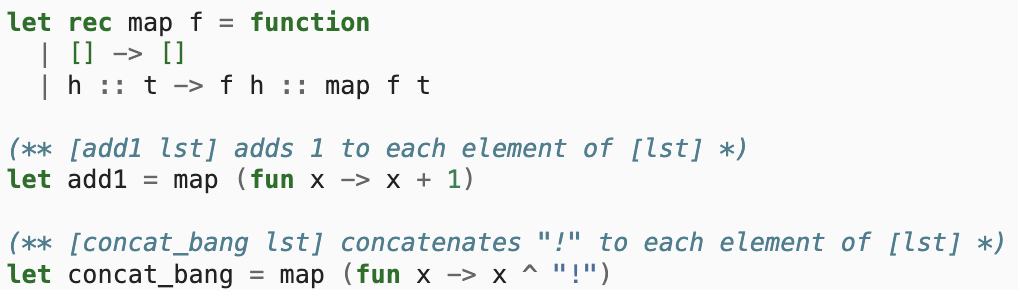 let rec map f = function
  | [] -> []
  | h :: t -> f h :: map f t

(** [add1 lst] adds 1 to each element of [lst] *)
let add1 = map (fun x -> x + 1)

(** [concat_bang lst] concatenates "!" to each element of [lst] *)
let concat_bang = map (fun x -> x ^ "!")